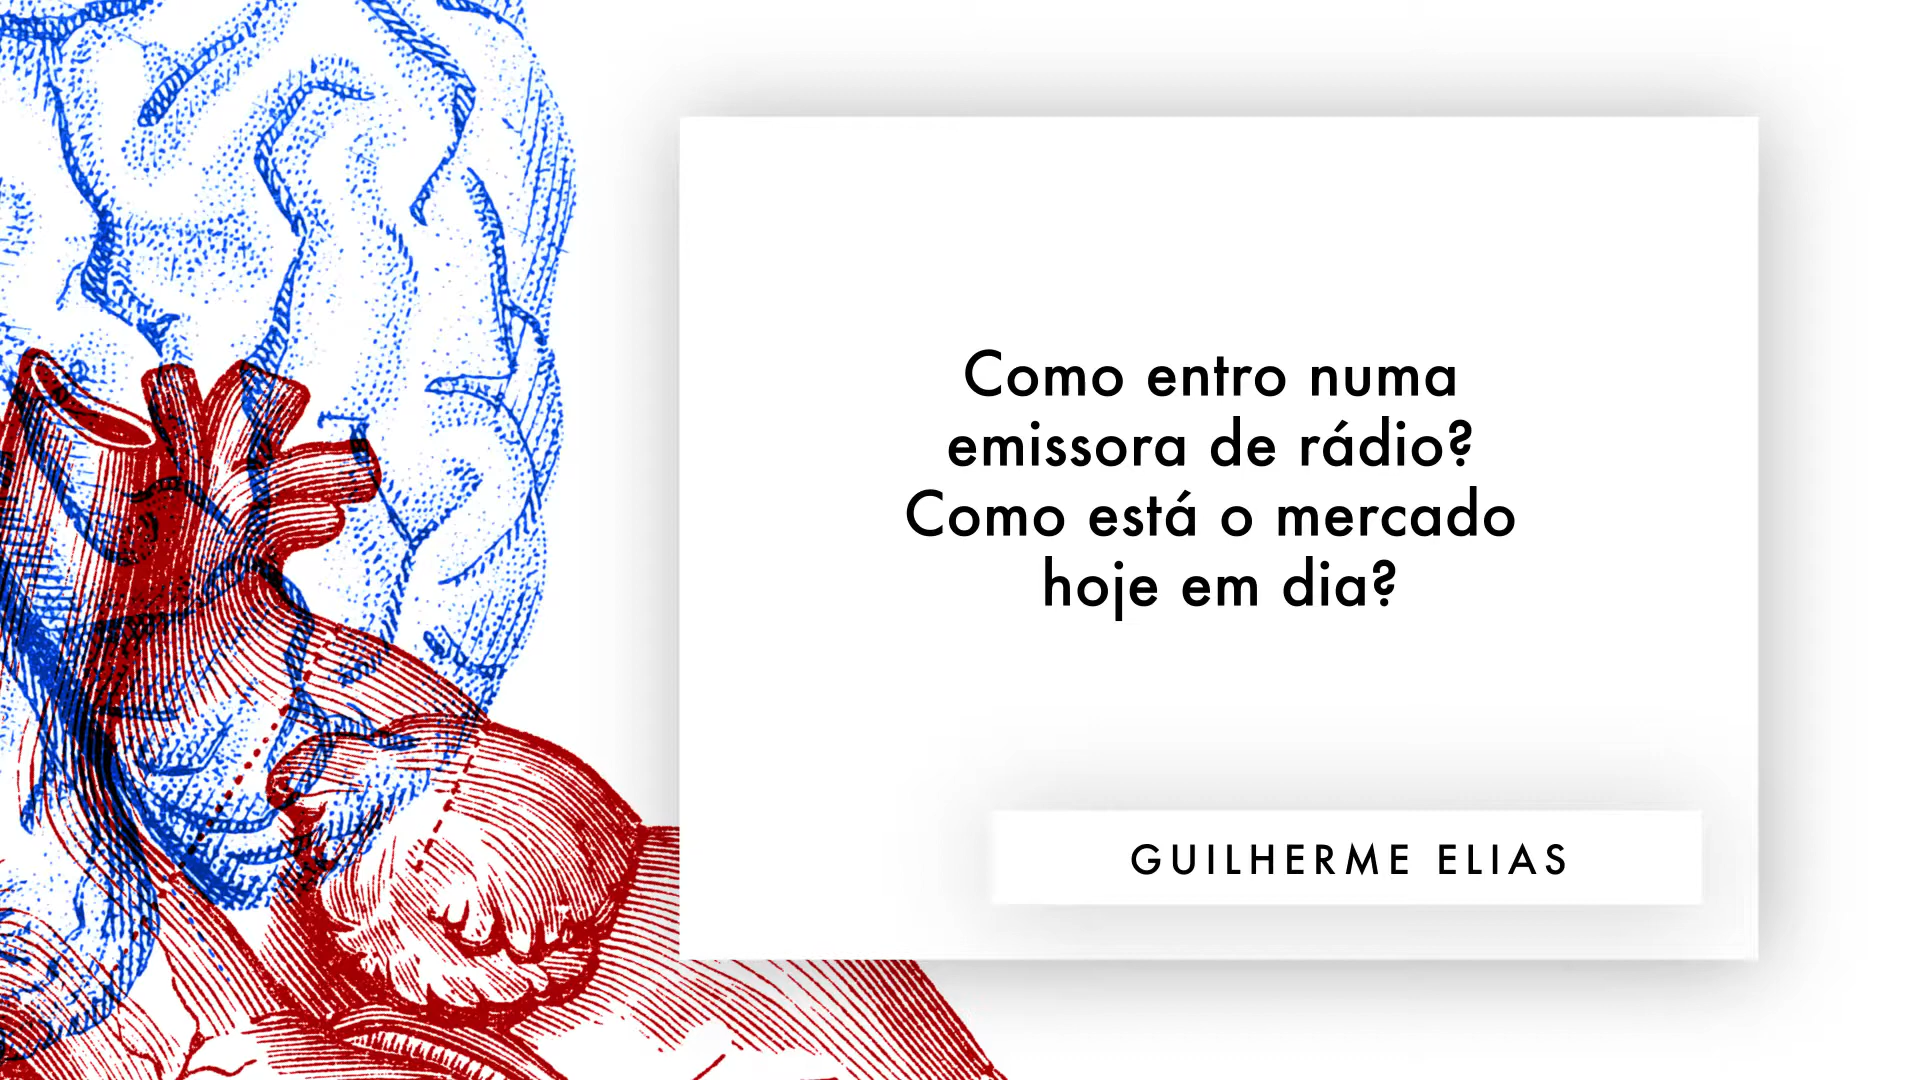 Como entro numa
emissora de rádio?
Como está o mercado
hoje em dia?
GUILHERME ELIAS